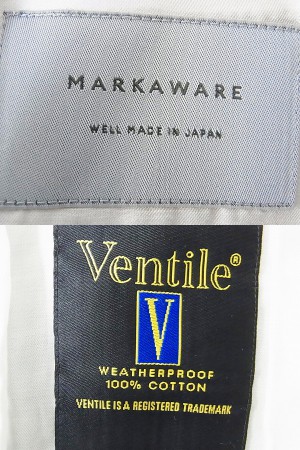 MARKAWARE
WELL MADE IN JAPAN
Ventile®
V
WEATHERPROOF
100% COTTON
VENTILE IS A REGISTERED TRADEMARK